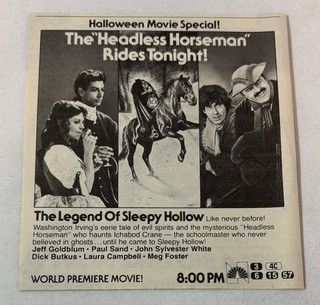 Halloween Movie Special!
The "Headless Horseman"
Rides Tonight!
The Legend Of Sleepy Hollow Like never before!
Washington Irving's eerie tale of evil spirits and the mysterious "Headless
Horseman" who haunts Ichabod Crane — the schoolmaster who never
believed in ghosts... until he came to Sleepy Hollow!
Jeff Goldblum • Paul Sand • John Sylvester White
Dick Butkus • Laura Campbell • Meg Foster
WORLD PREMIERE MOVIE! 8:00 PM 3 4C
6 15 57